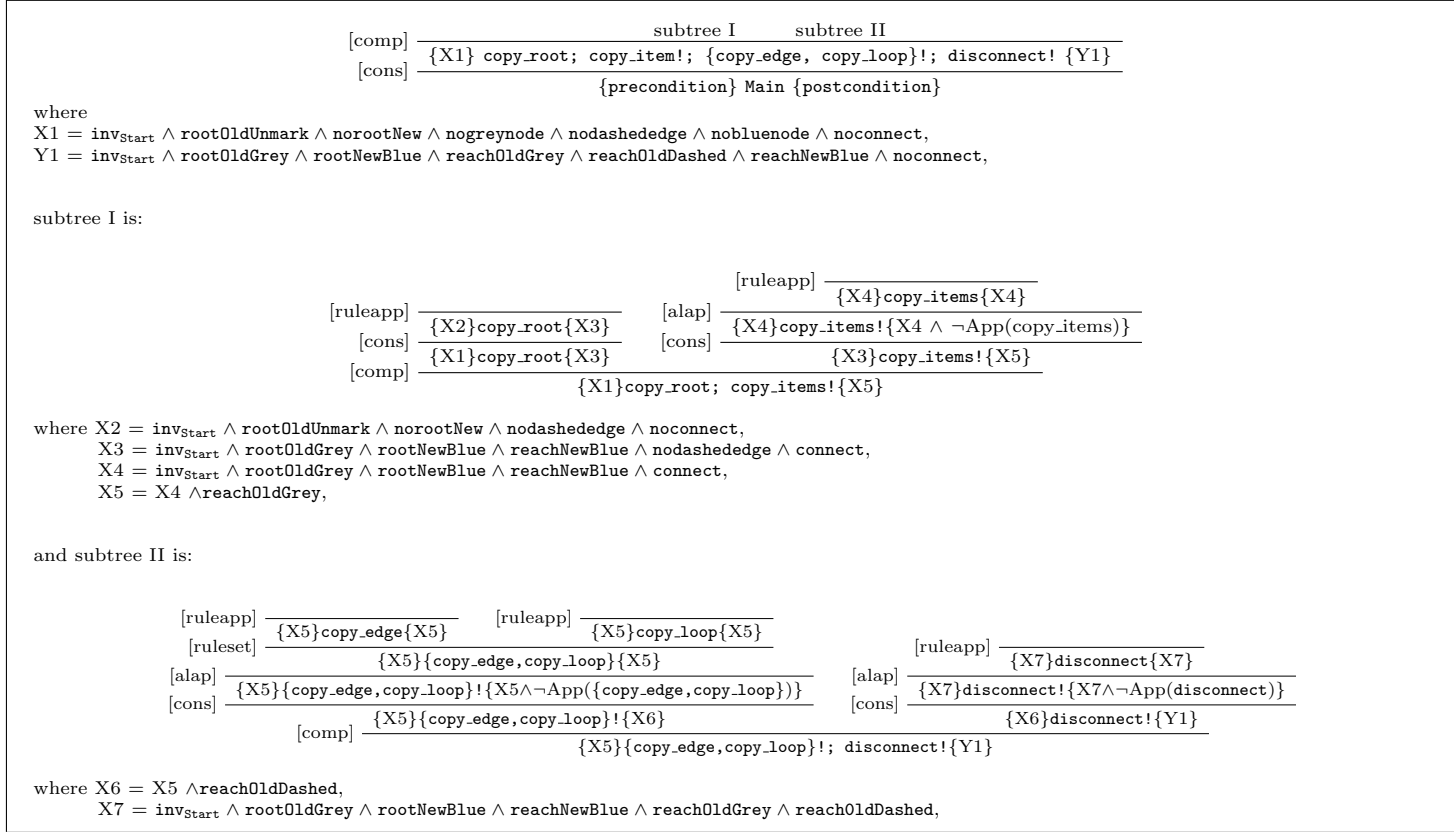 subtree I subtree II
[comp]
{X1} copy_root; copy_item!; {copy_edge, copy_loop}!; disconnect! {Y1}
[cons]
{precondition} Main {postcondition}
where
X1 = inv_Start ∧ rootOldUnmark ∧ norootNew ∧ nogreynode ∧ nodashededge ∧ nobluenode ∧ noconnect,
Y1 = inv_Start ∧ rootOldGrey ∧ rootNewBlue ∧ reachOldGrey ∧ reachOldDashed ∧ reachNewBlue ∧ noconnect,
subtree I is:
[ruleapp]
{X4}copy_items{X4}
[ruleapp] [alap]
{X2}copy_root{X3} {X4}copy_items!{X4 ∧ ¬App(copy_items)}
[cons] [cons]
{X1}copy_root{X3} {X3}copy_items!{X5}
[comp]
{X1}copy_root; copy_items!{X5}
where X2 = inv_Start ∧ rootOldUnmark ∧ norootNew ∧ nodashededge ∧ noconnect,
X3 = inv_Start ∧ rootOldGrey ∧ rootNewBlue ∧ reachNewBlue ∧ nodashededge ∧ connect,
X4 = inv_Start ∧ rootOldGrey ∧ rootNewBlue ∧ reachNewBlue ∧ connect,
X5 = X4 ∧reachOldGrey,
and subtree II is:
[ruleapp] [ruleapp]
{X5}copy_edge{X5} {X5}copy_loop{X5}
[ruleset] [ruleapp]
{X5}{copy_edge,copy_loop}{X5} {X7}disconnect{X7}
[alap] [alap]
{X5}{copy_edge,copy_loop}!{X5∧¬App({copy_edge,copy_loop})} {X7}disconnect!{X7∧¬App(disconnect)}
[cons] [cons]
{X5}{copy_edge,copy_loop}!{X6} {X6}disconnect!{Y1}
[comp]
{X5}{copy_edge,copy_loop}!; disconnect!{Y1}
where X6 = X5 ∧reachOldDashed,
X7 = inv_Start ∧ rootOldGrey ∧ rootNewBlue ∧ reachNewBlue ∧ reachOldGrey ∧ reachOldDashed,